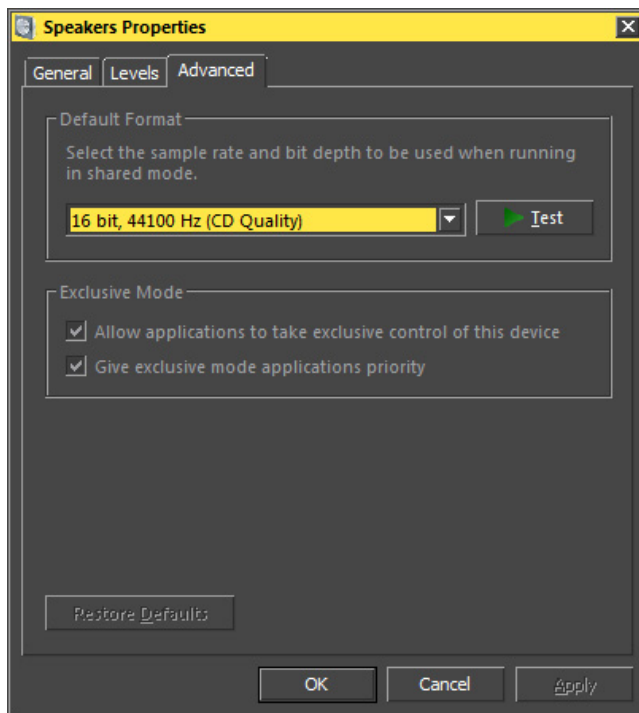 Speakers Properties
General Levels Advanced
Default Format
Select the sample rate and bit depth to be used when running
in shared mode.
16 bit, 44100 Hz (CD Quality) Test
Exclusive Mode
Allow applications to take exclusive control of this device
Give exclusive mode applications priority
Restore Defaults
OK Cancel Apply